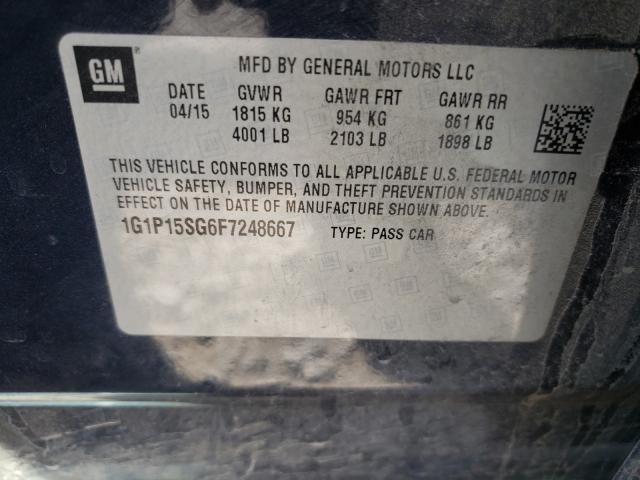 GM
MFD BY GENERAL MOTORS LLC
DATE GVWR GAWR FRT GAWR RR
04/15 1815 KG 954 KG 861 KG
4001 LB 2103 LB 1898 LB
THIS VEHICLE CONFORMS TO ALL APPLICABLE U.S. FEDERAL MOTOR
VEHICLE SAFETY, BUMPER, AND THEFT PREVENTION STANDARDS IN
EFFECT ON THE DATE OF MANUFACTURE SHOWN ABOVE.
1G1P15SG6F7248667 TYPE: PASS CAR